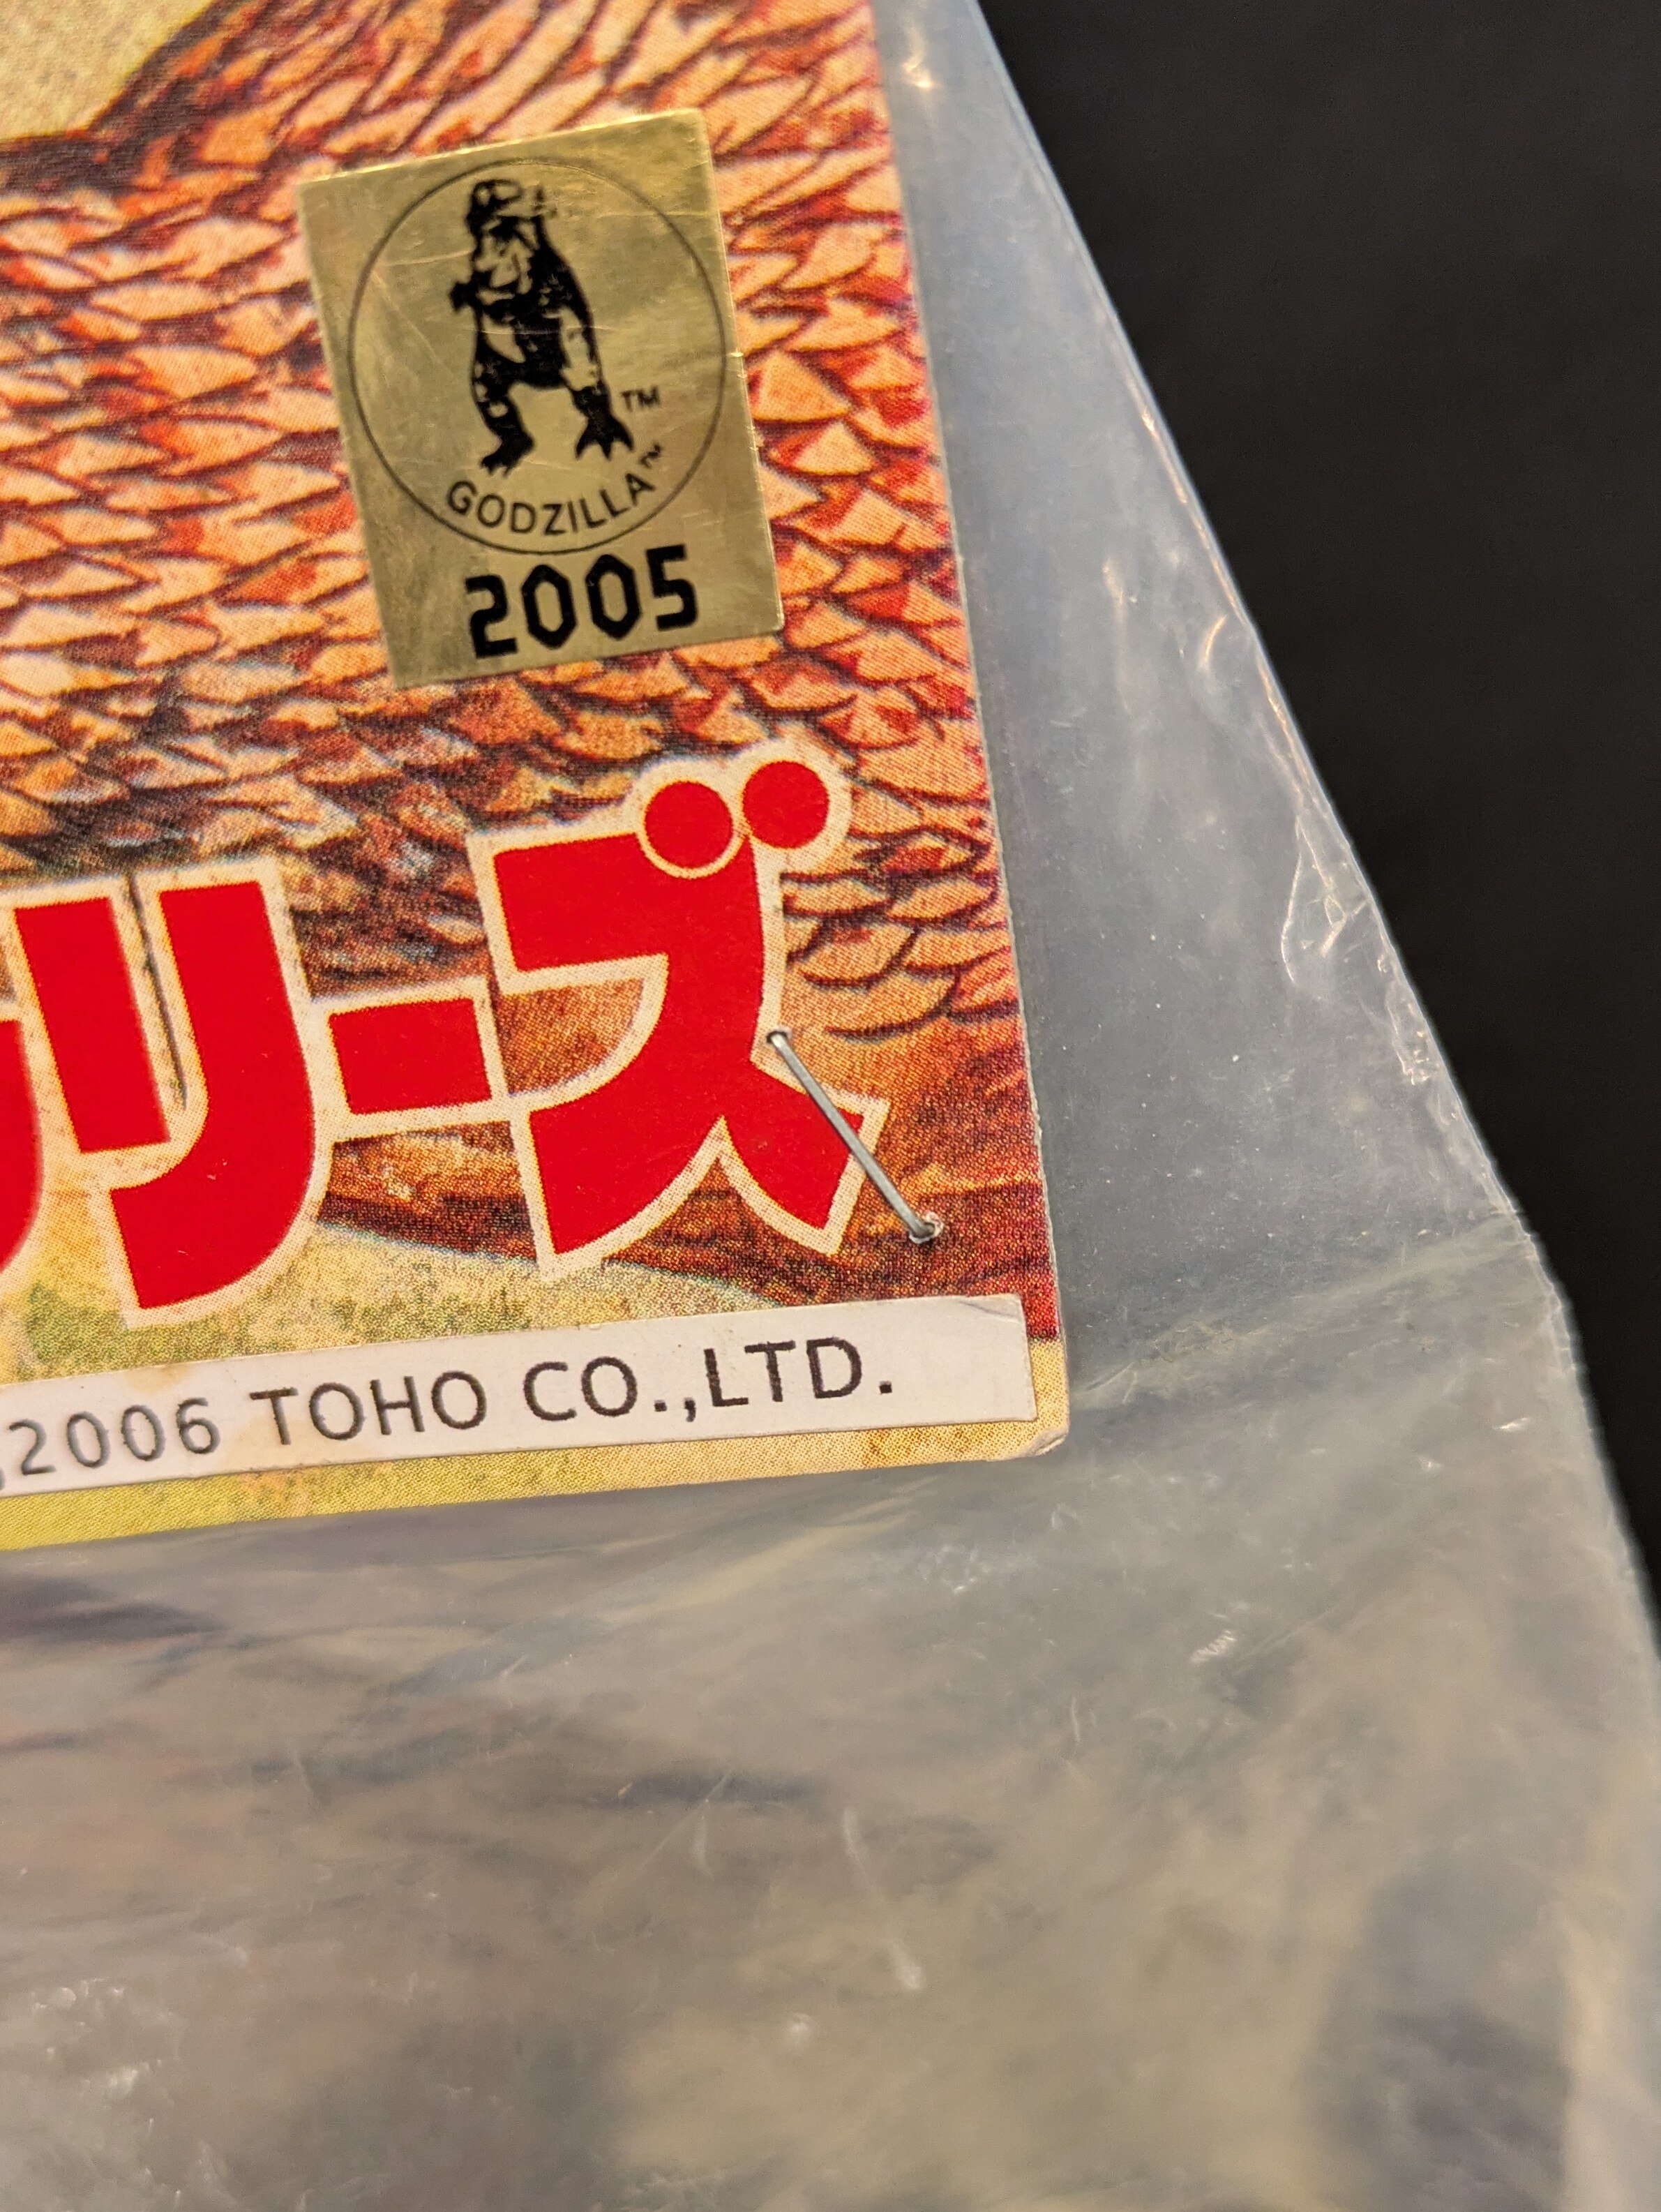 TM
GODZILLA™
2005
リーズ
,2006 TOHO CO.,LTD.